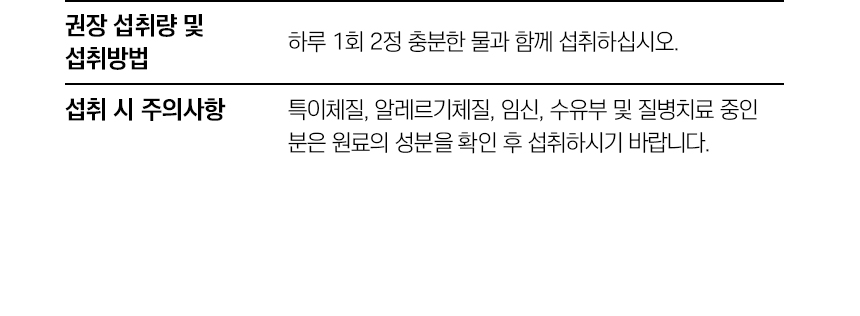 권장 섭취량 및
섭취방법
하루 1회 2정 충분한 물과 함께 섭취하십시오.
섭취 시 주의사항
특이체질, 알레르기체질, 임신, 수유부 및 질병치료 중인
분은 원료의 성분을 확인 후 섭취하시기 바랍니다.